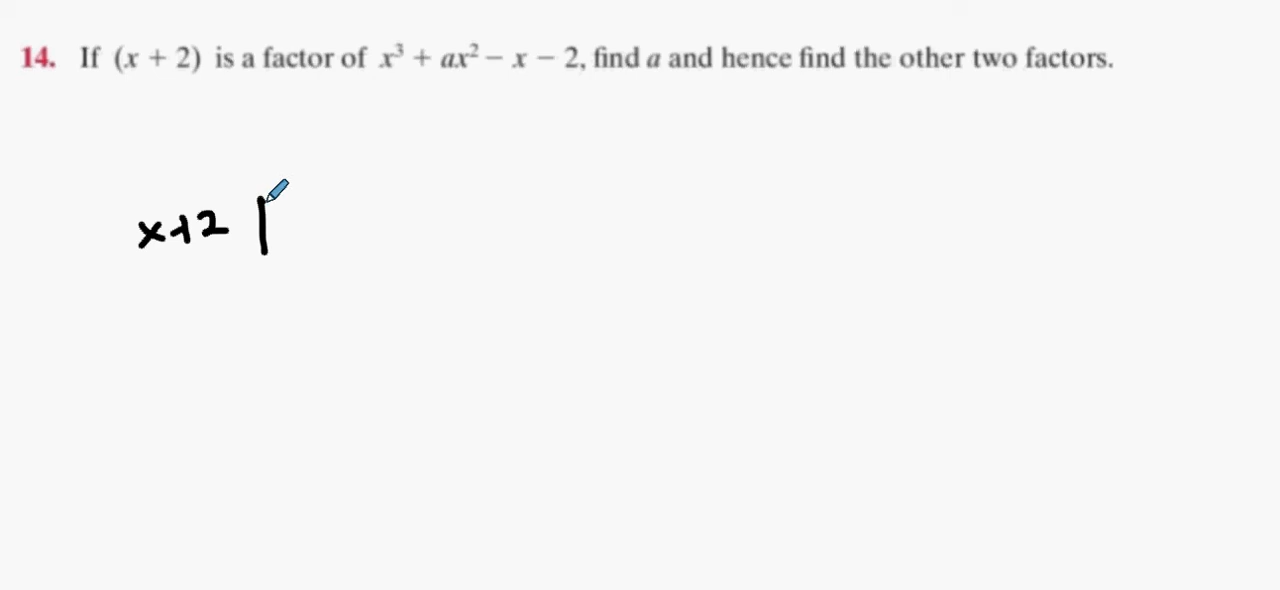 14. If (x + 2) is a factor of x³ + ax² − x − 2, find a and hence find the other two factors.
x+2